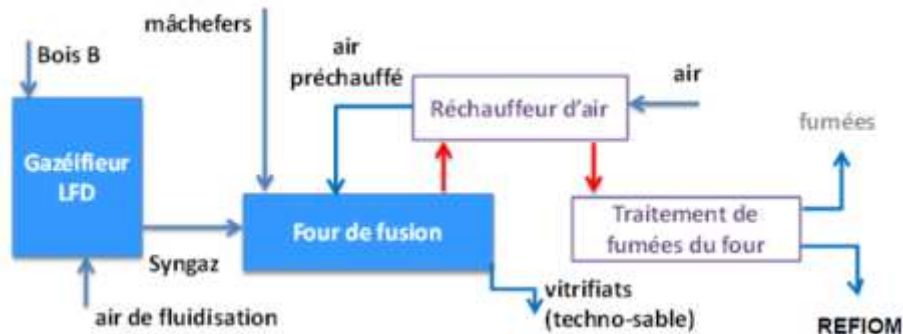 mâchefers
Bois B
air
préchauffé
air
Réchauffeur d'air
fumées
Gazéifieur
LFD
Four de fusion
Traitement de
fumées du four
Syngaz
air de fluidisation
vitrifiats
(techno-sable)
REFIOM